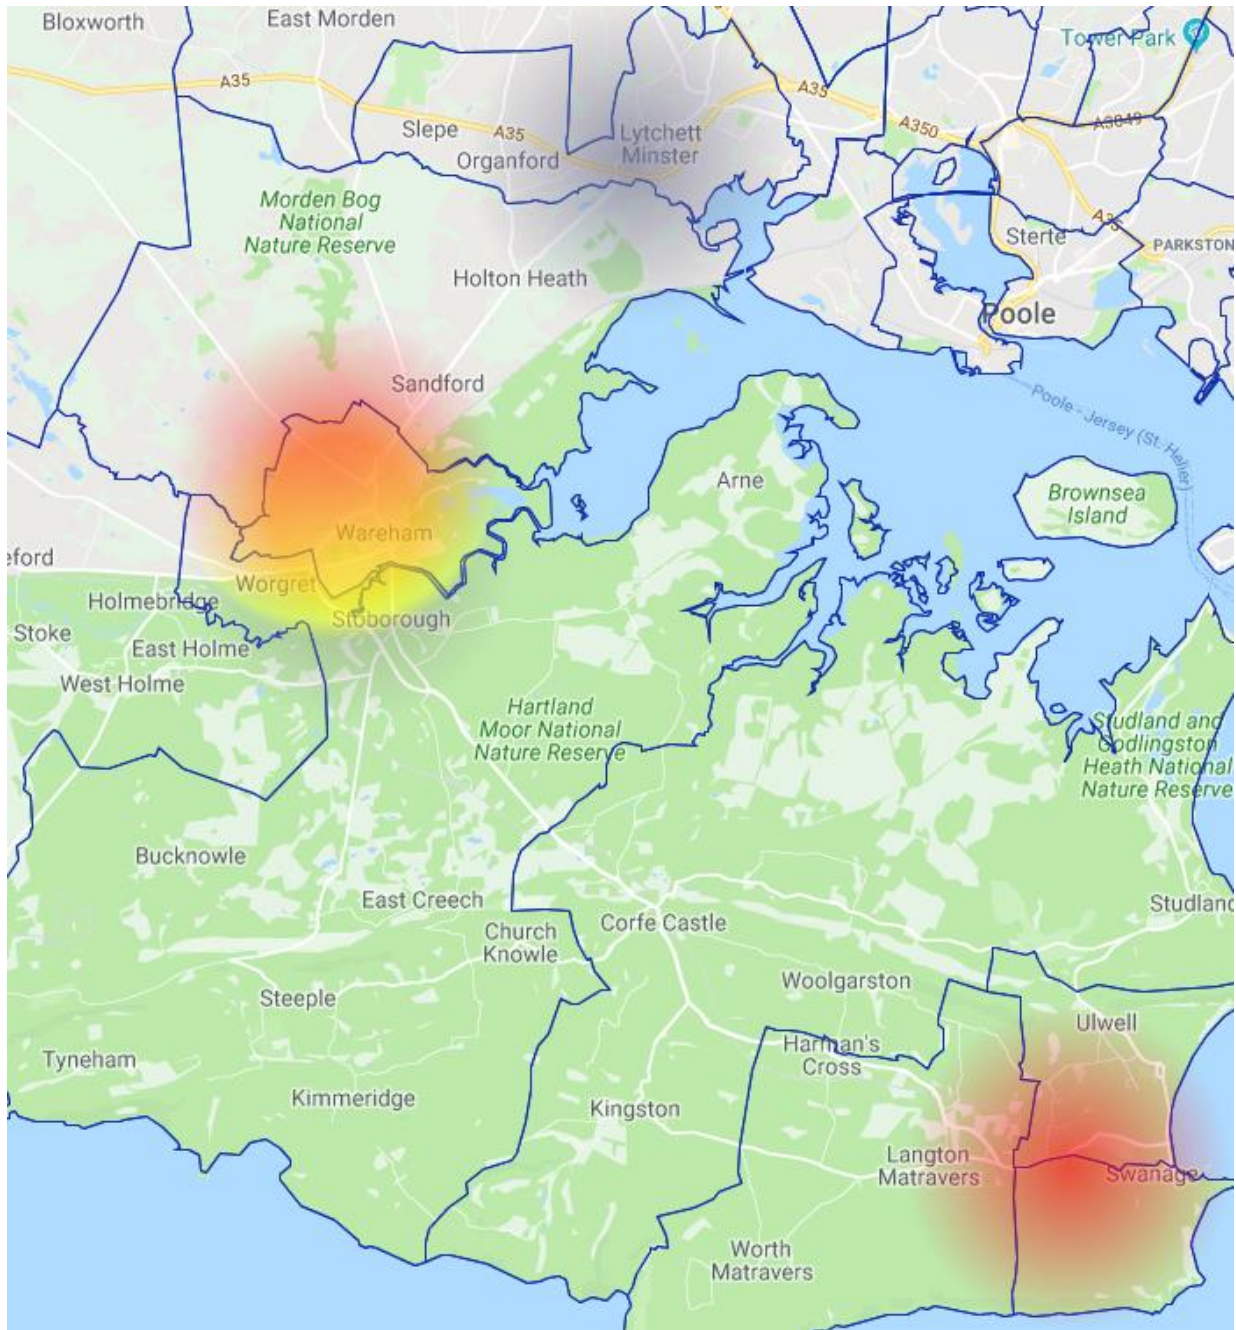 Bloxworth
East Morden
Tower Park
A35
A35
Slepe
A35
Organford
Lytchett
Minster
A350
A3049
Morden Bog
National
Nature Reserve
A35
Sterte
PARKSTON
Holton Heath
Poole
Sandford
Poole - Jersey (St. Helier)
Arne
Brownsea
Island
Wareham
eford
Worgret
Holmebridge
Stoborough
Stoke
East Holme
West Holme
Hartland
Moor National
Nature Reserve
Studland and
Godlingston
Heath National
Nature Reserve
Bucknowle
East Creech
Studland
Church
Knowle
Corfe Castle
Woolgarston
Steeple
Ulwell
Harman's
Cross
Tyneham
Kimmeridge
Kingston
Langton
Matravers
Swanage
Worth
Matravers